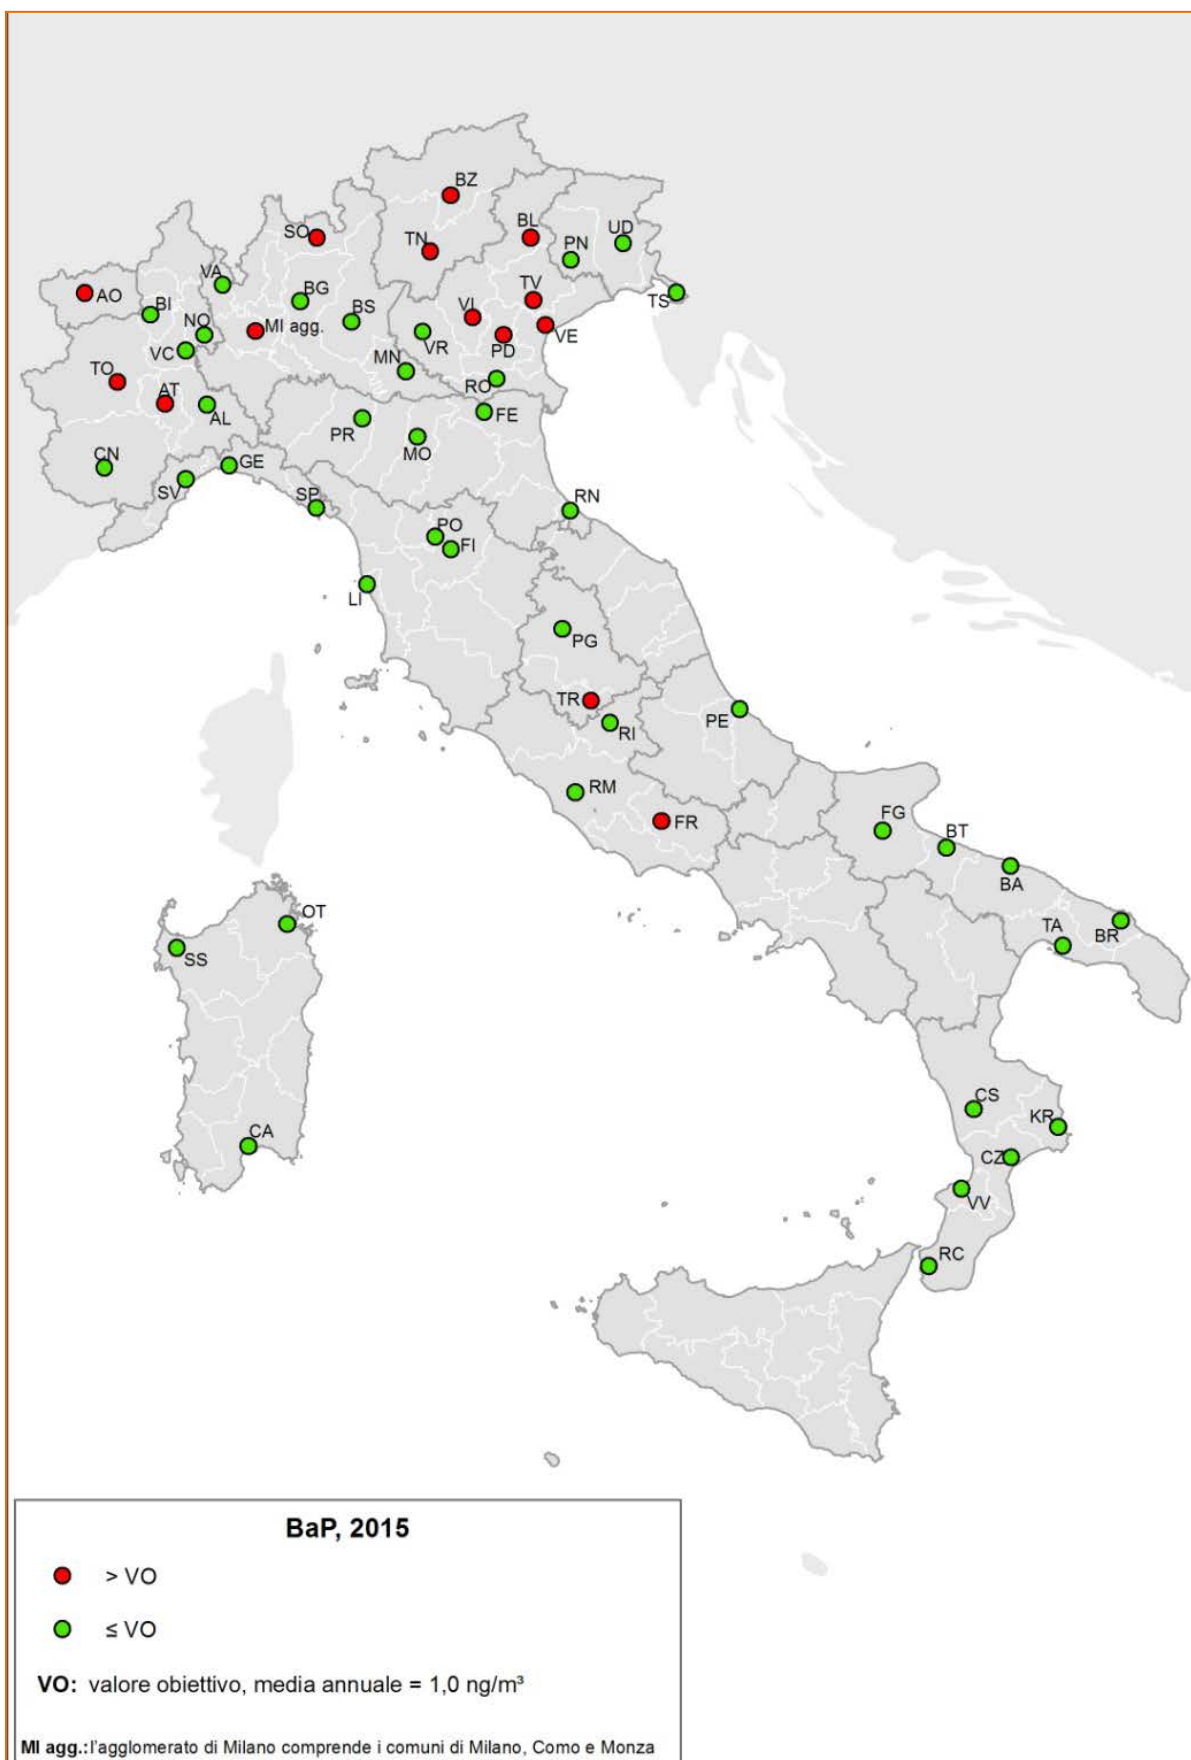 BZ
BL
UD
SO
TN
PN
VA
TV
TS
AO
BG
BI
BS
VI
NO
MI agg.
VE
VR
PD
VC
MN
TO
RO
AT
AL
FE
PR
MO
CN
GE
SV
SP
RN
PO
FI
LI
PG
TR
PE
RI
RM
FR
FG
BT
BA
OT
TA
BR
SS
CS
KR
CA
CZ
VV
RC
BaP, 2015
> VO
≤ VO
VO: valore obiettivo, media annuale = 1,0 ng/m³
MI agg.:l'agglomerato di Milano comprende i comuni di Milano, Como e Monza